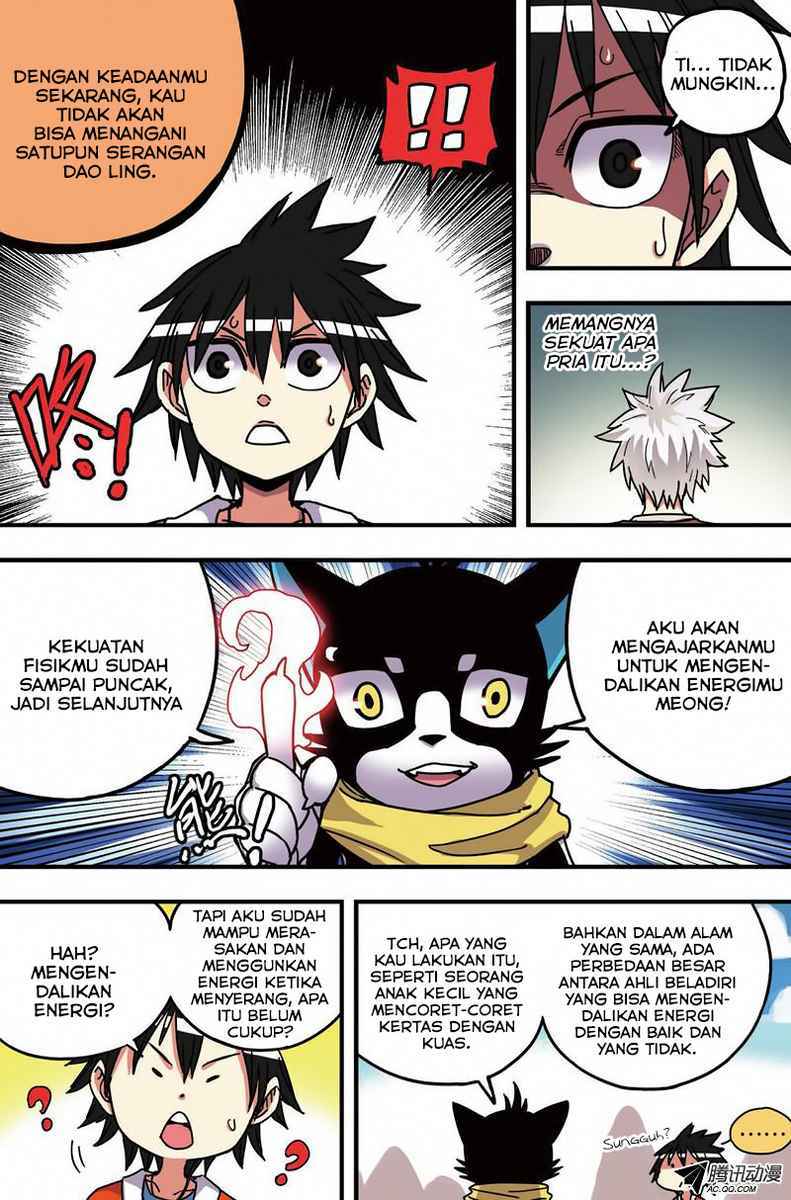 DENGAN KEADAANMU
SEKARANG, KAU
TIDAK AKAN
BISA MENANGANI
SATUPUN SERANGAN
DAO LING.
!!
咚!
TI... TIDAK
MUNGKIN...
MEMANGNYA
SEKUAT APA
PRIA ITU...?
KEKUATAN
FISIKMU SUDAH
SAMPAI PUNCAK,
JADI SELANJUTNYA
AKU AKAN
MENGAJARKANMU
UNTUK MENGEN-
DALIKAN ENERGIMU
MEONG!
HAH?
MENGEN-
DALIKAN
ENERGI?
TAPI AKU SUDAH
MAMPU MERA-
SAKAN DAN
MENGGUNKAN
ENERGI KETIKA
MENYERANG, APA
ITU BELUM
CUKUP?
?
?
TCH, APA YANG
KAU LAKUKAN ITU,
SEPERTI SEORANG
ANAK KECIL YANG
MENCORET-CORET
KERTAS DENGAN
KUAS.
BAHKAN DALAM ALAM
YANG SAMA, ADA
PERBEDAAN BESAR
ANTARA AHLI BELADIRI
YANG BISA MENGEN-
DALIKAN ENERGI
DENGAN BAIK DAN
YANG TIDAK.
Sungguh?
......
腾讯动漫
AC.QQ.COM